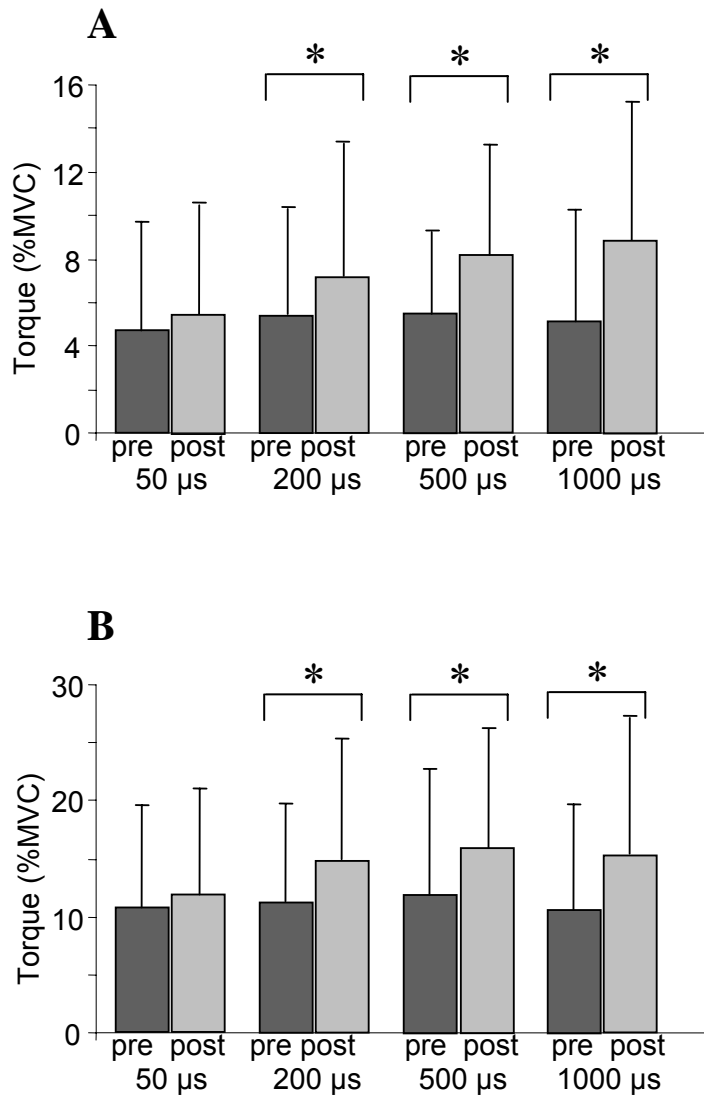 A
* * *
16
12
8
4
0
Torque (%MVC)
pre post pre post pre post pre post
50 µs 200 µs 500 µs 1000 µs
B
* * *
30
20
10
0
Torque (%MVC)
pre post pre post pre post pre post
50 µs 200 µs 500 µs 1000 µs